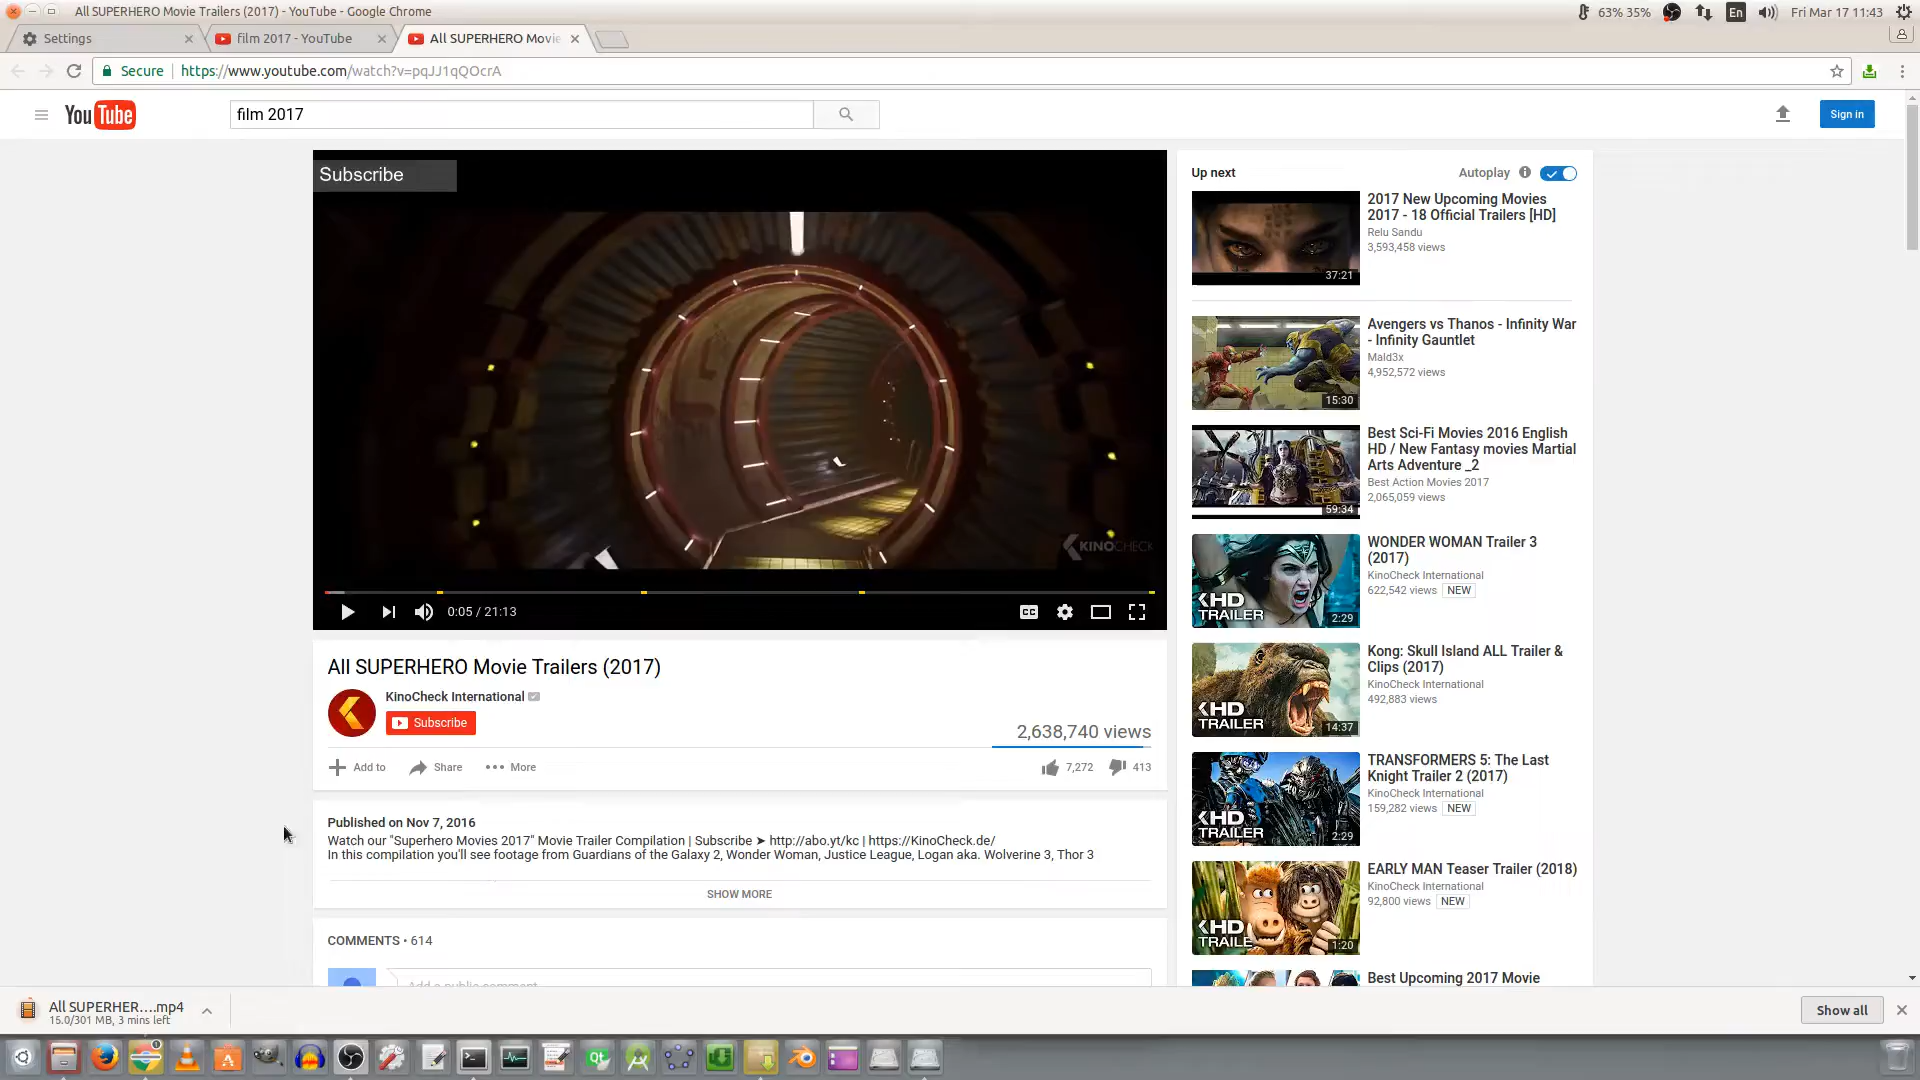 All SUPERHERO Movie Trailers (2017) - YouTube - Google Chrome
63% 35%
En
Fri Mar 17 11:43
Settings
film 2017 - YouTube
All SUPERHERO Movie
Secure
https://www.youtube.com/watch?v=pqJJ1qQOcrA
YouTube
film 2017
Sign in
Subscribe
KINOCHECK
0:05 / 21:13
CC
All SUPERHERO Movie Trailers (2017)
KinoCheck International
Subscribe
2,638,740 views
Add to
Share
More
7,272
413
Published on Nov 7, 2016
Watch our "Superhero Movies 2017" Movie Trailer Compilation | Subscribe ➤ http://abo.yt/kc | https://KinoCheck.de/
In this compilation you'll see footage from Guardians of the Galaxy 2, Wonder Woman, Justice League, Logan aka. Wolverine 3, Thor 3
SHOW MORE
COMMENTS • 614
Add a public comment
Up next
Autoplay
2017 New Upcoming Movies
2017 - 18 Official Trailers [HD]
Relu Sandu
3,593,458 views
37:21
Avengers vs Thanos - Infinity War
- Infinity Gauntlet
Mald3x
4,952,572 views
15:30
Best Sci-Fi Movies 2016 English
HD / New Fantasy movies Martial
Arts Adventure _2
Best Action Movies 2017
2,065,059 views
59:34
WONDER WOMAN Trailer 3
(2017)
KinoCheck International
622,542 views NEW
HD
TRAILER
2:29
Kong: Skull Island ALL Trailer &
Clips (2017)
KinoCheck International
492,883 views
HD
TRAILER
14:37
TRANSFORMERS 5: The Last
Knight Trailer 2 (2017)
KinoCheck International
159,282 views NEW
HD
TRAILER
2:29
EARLY MAN Teaser Trailer (2018)
KinoCheck International
92,800 views NEW
HD
TRAILE
1:20
Best Upcoming 2017 Movie
All SUPERHER....mp4
15.0/301 MB, 3 mins left
Show all
Qt